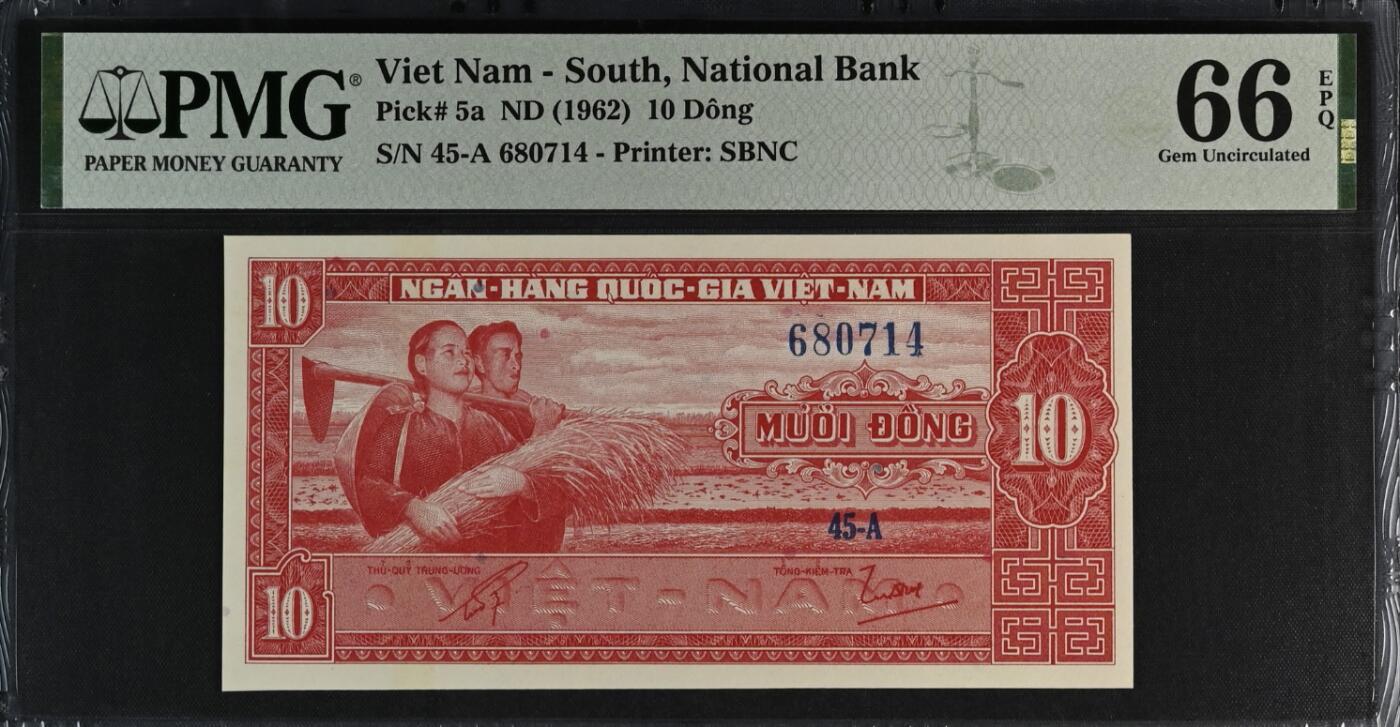 PMG®
PAPER MONEY GUARANTY
Viet Nam - South, National Bank
Pick# 5a ND (1962) 10 Dông
S/N 45-A 680714 - Printer: SBNC
66
EPQ
Gem Uncirculated
10
NGÂN-HÀNG QUỐC-GIA VIỆT-NAM
680714
MƯỜI ĐỒNG
10
45-A
THỦ-QUỸ TRUNG-ƯƠNG
TỔNG-KIỂM-TRA
VIỆT-NAM
10